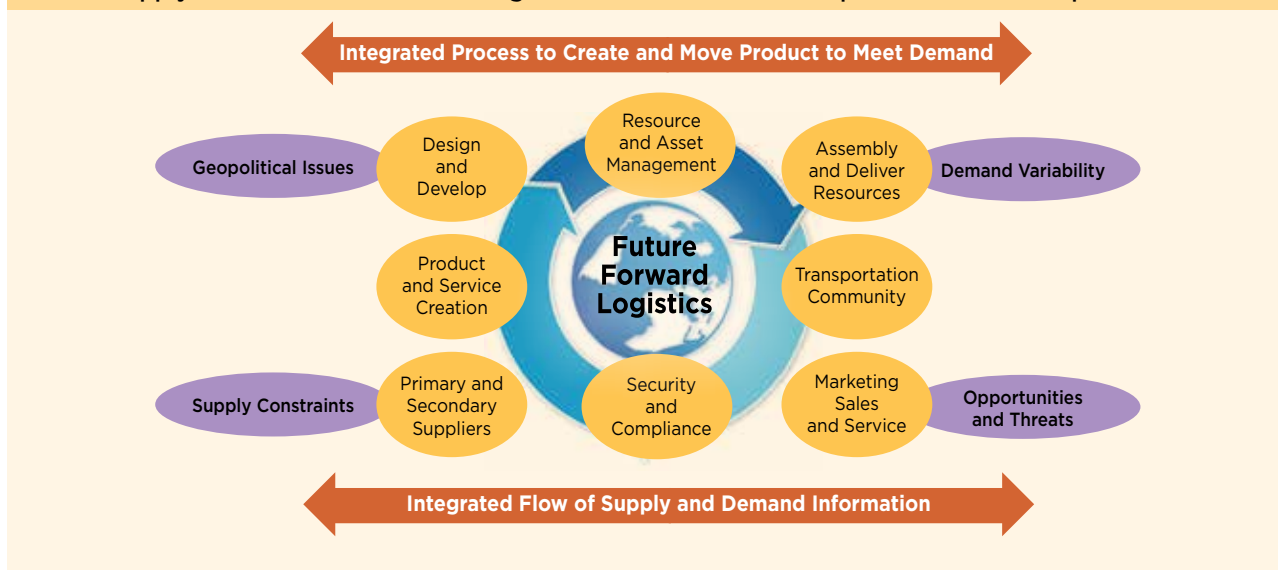 Integrated Process to Create and Move Product to Meet Demand
Geopolitical Issues
Design
and
Develop
Resource
and Asset
Management
Assembly
and Deliver
Resources
Demand Variability
Product
and Service
Creation
Future
Forward
Logistics
Transportation
Community
Supply Constraints
Primary and
Secondary
Suppliers
Security
and
Compliance
Marketing
Sales
and Service
Opportunities
and Threats
Integrated Flow of Supply and Demand Information